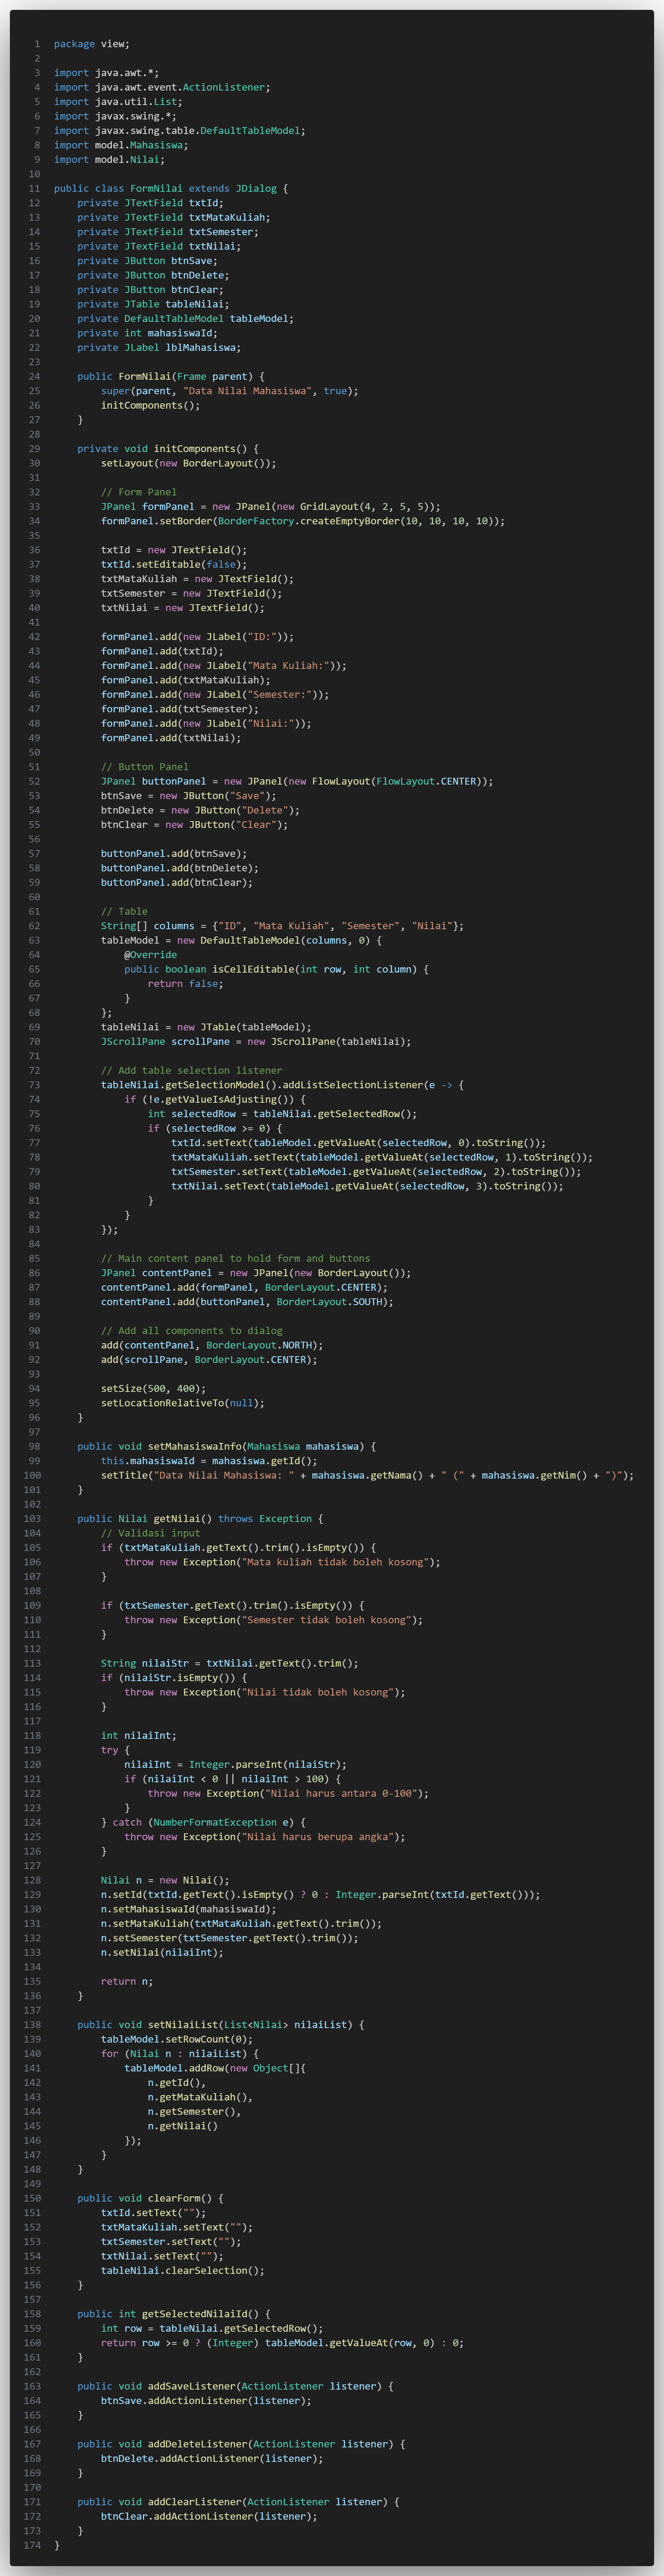 1 package view;
2
3 import java.awt.*;
4 import java.awt.event.ActionListener;
5 import java.util.List;
6 import javax.swing.*;
7 import javax.swing.table.DefaultTableModel;
8 import model.Mahasiswa;
9 import model.Nilai;
10
11 public class FormNilai extends JDialog {
12     private JTextField txtId;
13     private JTextField txtMataKuliah;
14     private JTextField txtSemester;
15     private JTextField txtNilai;
16     private JButton btnSave;
17     private JButton btnDelete;
18     private JButton btnClear;
19     private JTable tableNilai;
20     private DefaultTableModel tableModel;
21     private int mahasiswaId;
22     private JLabel lblMahasiswa;
23
24     public FormNilai(Frame parent) {
25         super(parent, "Data Nilai Mahasiswa", true);
26         initComponents();
27     }
28
29     private void initComponents() {
30         setLayout(new BorderLayout());
31
32         // Form Panel
33         JPanel formPanel = new JPanel(new GridLayout(4, 2, 5, 5));
34         formPanel.setBorder(BorderFactory.createEmptyBorder(10, 10, 10, 10));
35
36         txtId = new JTextField();
37         txtId.setEditable(false);
38         txtMataKuliah = new JTextField();
39         txtSemester = new JTextField();
40         txtNilai = new JTextField();
41
42         formPanel.add(new JLabel("ID:"));
43         formPanel.add(txtId);
44         formPanel.add(new JLabel("Mata Kuliah:"));
45         formPanel.add(txtMataKuliah);
46         formPanel.add(new JLabel("Semester:"));
47         formPanel.add(txtSemester);
48         formPanel.add(new JLabel("Nilai:"));
49         formPanel.add(txtNilai);
50
51         // Button Panel
52         JPanel buttonPanel = new JPanel(new FlowLayout(FlowLayout.CENTER));
53         btnSave = new JButton("Save");
54         btnDelete = new JButton("Delete");
55         btnClear = new JButton("Clear");
56
57         buttonPanel.add(btnSave);
58         buttonPanel.add(btnDelete);
59         buttonPanel.add(btnClear);
60
61         // Table
62         String[] columns = {"ID", "Mata Kuliah", "Semester", "Nilai"};
63         tableModel = new DefaultTableModel(columns, 0) {
64             @Override
65             public boolean isCellEditable(int row, int column) {
66                 return false;
67             }
68         };
69         tableNilai = new JTable(tableModel);
70         JScrollPane scrollPane = new JScrollPane(tableNilai);
71
72         // Add table selection listener
73         tableNilai.getSelectionModel().addListSelectionListener(e -> {
74             if (!e.getValueIsAdjusting()) {
75                 int selectedRow = tableNilai.getSelectedRow();
76                 if (selectedRow >= 0) {
77                     txtId.setText(tableModel.getValueAt(selectedRow, 0).toString());
78                     txtMataKuliah.setText(tableModel.getValueAt(selectedRow, 1).toString());
79                     txtSemester.setText(tableModel.getValueAt(selectedRow, 2).toString());
80                     txtNilai.setText(tableModel.getValueAt(selectedRow, 3).toString());
81                 }
82             }
83         });
84
85         // Main content panel to hold form and buttons
86         JPanel contentPanel = new JPanel(new BorderLayout());
87         contentPanel.add(formPanel, BorderLayout.CENTER);
88         contentPanel.add(buttonPanel, BorderLayout.SOUTH);
89
90         // Add all components to dialog
91         add(contentPanel, BorderLayout.NORTH);
92         add(scrollPane, BorderLayout.CENTER);
93
94         setSize(500, 400);
95         setLocationRelativeTo(null);
96     }
97
98     public void setMahasiswaInfo(Mahasiswa mahasiswa) {
99         this.mahasiswaId = mahasiswa.getId();
100         setTitle("Data Nilai Mahasiswa: " + mahasiswa.getNama() + " (" + mahasiswa.getNim() + ")");
101     }
102
103     public Nilai getNilai() throws Exception {
104         // Validasi input
105         if (txtMataKuliah.getText().trim().isEmpty()) {
106             throw new Exception("Mata kuliah tidak boleh kosong");
107         }
108
109         if (txtSemester.getText().trim().isEmpty()) {
110             throw new Exception("Semester tidak boleh kosong");
111         }
112
113         String nilaiStr = txtNilai.getText().trim();
114         if (nilaiStr.isEmpty()) {
115             throw new Exception("Nilai tidak boleh kosong");
116         }
117
118         int nilaiInt;
119         try {
120             nilaiInt = Integer.parseInt(nilaiStr);
121             if (nilaiInt < 0 || nilaiInt > 100) {
122                 throw new Exception("Nilai harus antara 0-100");
123             }
124         } catch (NumberFormatException e) {
125             throw new Exception("Nilai harus berupa angka");
126         }
127
128         Nilai n = new Nilai();
129         n.setId(txtId.getText().isEmpty() ? 0 : Integer.parseInt(txtId.getText()));
130         n.setMahasiswaId(mahasiswaId);
131         n.setMataKuliah(txtMataKuliah.getText().trim());
132         n.setSemester(txtSemester.getText().trim());
133         n.setNilai(nilaiInt);
134
135         return n;
136     }
137
138     public void setNilaiList(List<Nilai> nilaiList) {
139         tableModel.setRowCount(0);
140         for (Nilai n : nilaiList) {
141             tableModel.addRow(new Object[]{
142                 n.getId(),
143                 n.getMataKuliah(),
144                 n.getSemester(),
145                 n.getNilai()
146             });
147         }
148     }
149
150     public void clearForm() {
151         txtId.setText("");
152         txtMataKuliah.setText("");
153         txtSemester.setText("");
154         txtNilai.setText("");
155         tableNilai.clearSelection();
156     }
157
158     public int getSelectedNilaiId() {
159         int row = tableNilai.getSelectedRow();
160         return row >= 0 ? (Integer) tableModel.getValueAt(row, 0) : 0;
161     }
162
163     public void addSaveListener(ActionListener listener) {
164         btnSave.addActionListener(listener);
165     }
166
167     public void addDeleteListener(ActionListener listener) {
168         btnDelete.addActionListener(listener);
169     }
170
171     public void addClearListener(ActionListener listener) {
172         btnClear.addActionListener(listener);
173     }
174 }